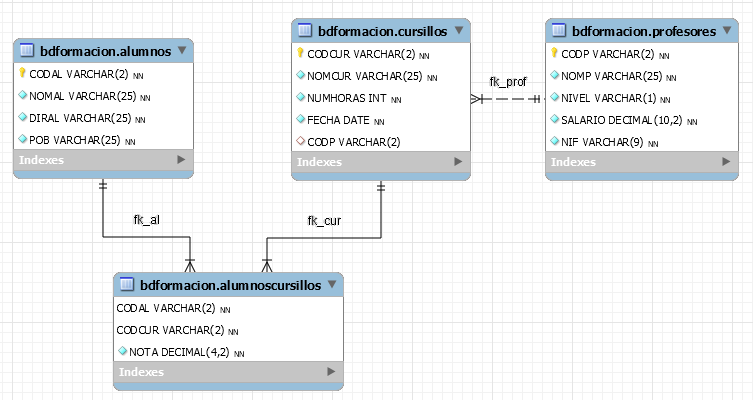 bdformacion.alumnos
CODAL VARCHAR(2) NN
NOMAL VARCHAR(25) NN
DIRAL VARCHAR(25) NN
POB VARCHAR(25) NN
Indexes
bdformacion.cursillos
CODCUR VARCHAR(2) NN
NOMCUR VARCHAR(25) NN
NUMHORAS INT NN
FECHA DATE NN
CODP VARCHAR(2)
Indexes
fk_prof
bdformacion.profesores
CODP VARCHAR(2) NN
NOMP VARCHAR(25) NN
NIVEL VARCHAR(1) NN
SALARIO DECIMAL(10,2) NN
NIF VARCHAR(9) NN
Indexes
fk_al
fk_cur
bdformacion.alumnoscursillos
CODAL VARCHAR(2) NN
CODCUR VARCHAR(2) NN
NOTA DECIMAL(4,2) NN
Indexes